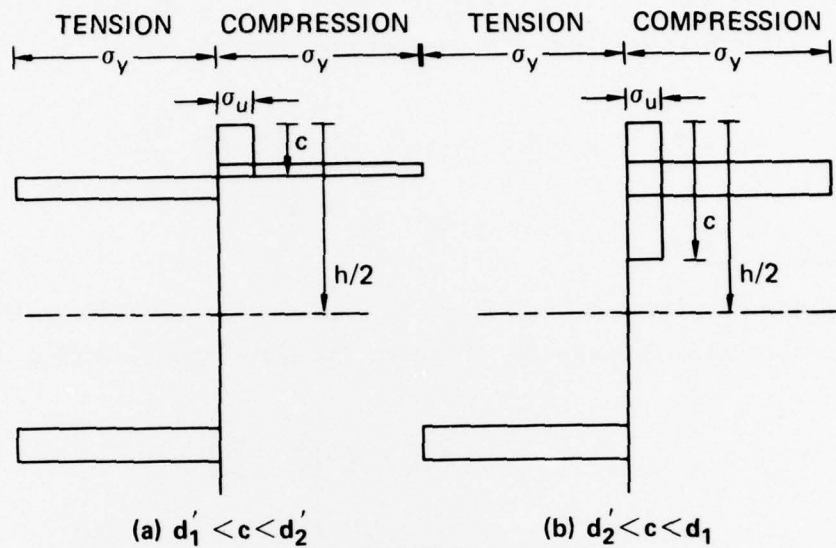 TENSION COMPRESSION TENSION COMPRESSION
σy σy σy σy
σu σu
c
c
h/2 h/2
(a) d1′ < c < d2′ (b) d2′ < c < d1